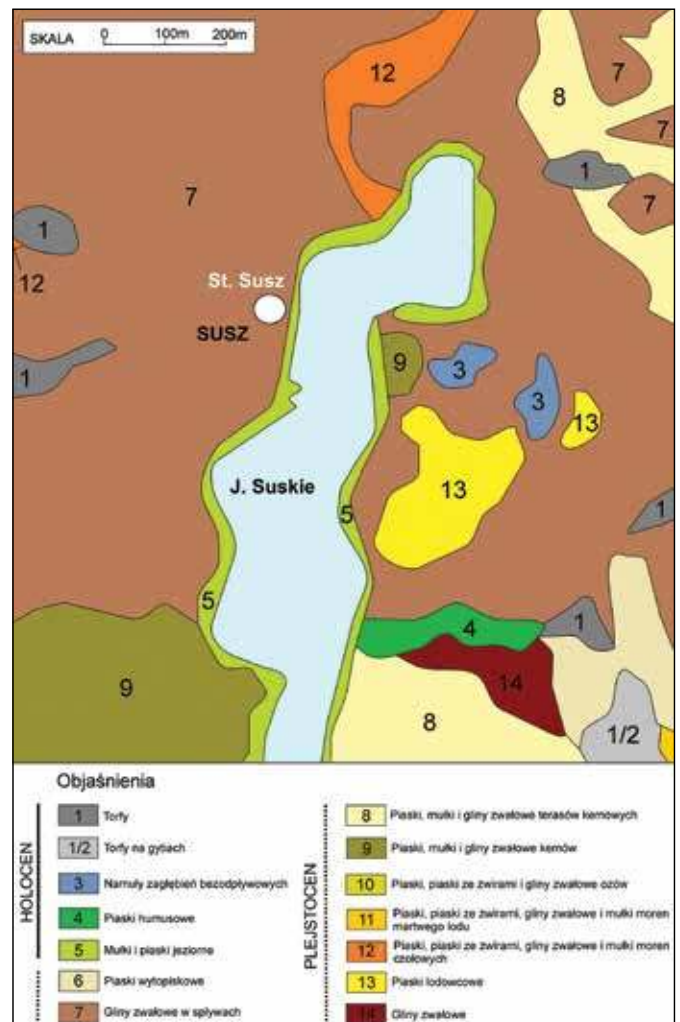 SKALA 0 100m 200m
12
7
8
7
1
7
7
1
12
St. Susz
SUSZ
1
9
3
3
13
13
J. Suskie
5
1
5
4
1
14
9
8
1/2
Objaśnienia
HOLOCEN
1 Torfy
1/2 Torfy na gytiach
3 Namuły zagłębień bezodpływowych
4 Piaski humusowe
5 Mułki i piaski jeziorne
6 Piaski wytopiskowe
7 Gliny zwałowe w spływach
PLEJSTOCEN
8 Piaski, mułki i gliny zwałowe terasów kemowych
9 Piaski, mułki i gliny zwałowe kemów
10 Piaski, piaski ze żwirami i gliny zwałowe ozów
11 Piaski, piaski ze żwirami, gliny zwałowe i mułki moren
martwego lodu
12 Piaski, piaski ze żwirami, gliny zwałowe i mułki moren
czołowych
13 Piaski lodowcowe
14 Gliny zwałowe